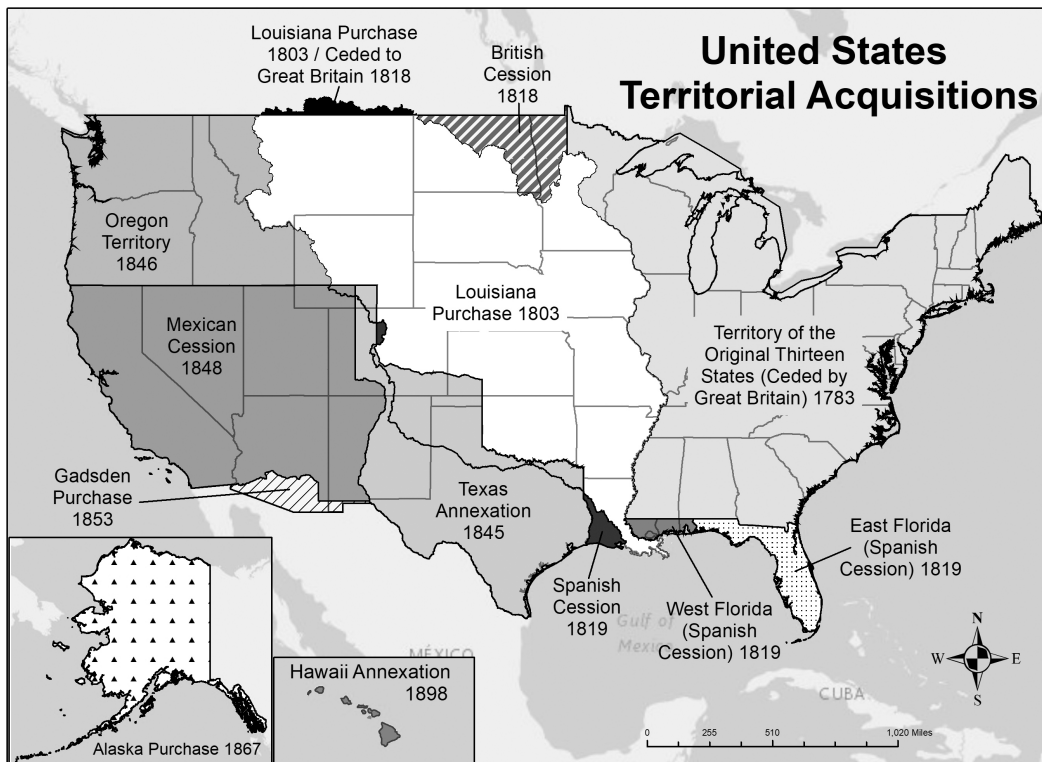 United States
Territorial Acquisitions
Louisiana Purchase
1803 / Ceded to
Great Britain 1818
British
Cession
1818
Oregon
Territory
1846
Louisiana
Purchase 1803
Mexican
Cession
1848
Territory of the
Original Thirteen
States (Ceded by
Great Britain) 1783
Gadsden
Purchase
1853
Texas
Annexation
1845
Spanish
Cession
1819
West Florida
(Spanish
Cession) 1819
East Florida
(Spanish
Cession) 1819
Gulf of
Mexico
MÉXICO
CUBA
Alaska Purchase 1867
Hawaii Annexation
1898
N
W
E
S
0
255
510
1,020 Miles